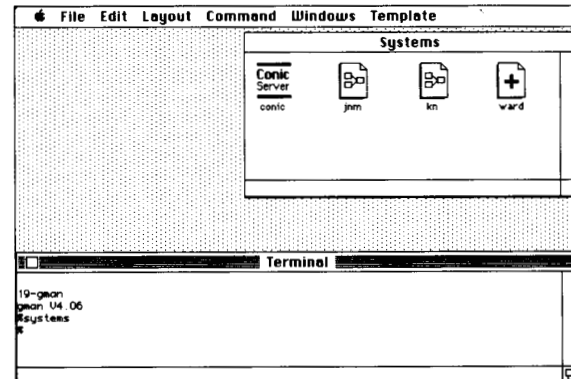 File Edit Layout Command Windows Template
Systems
Conic
Server
conic jnm kn ward
Terminal
19-gman
gman V4.06
%systems
%